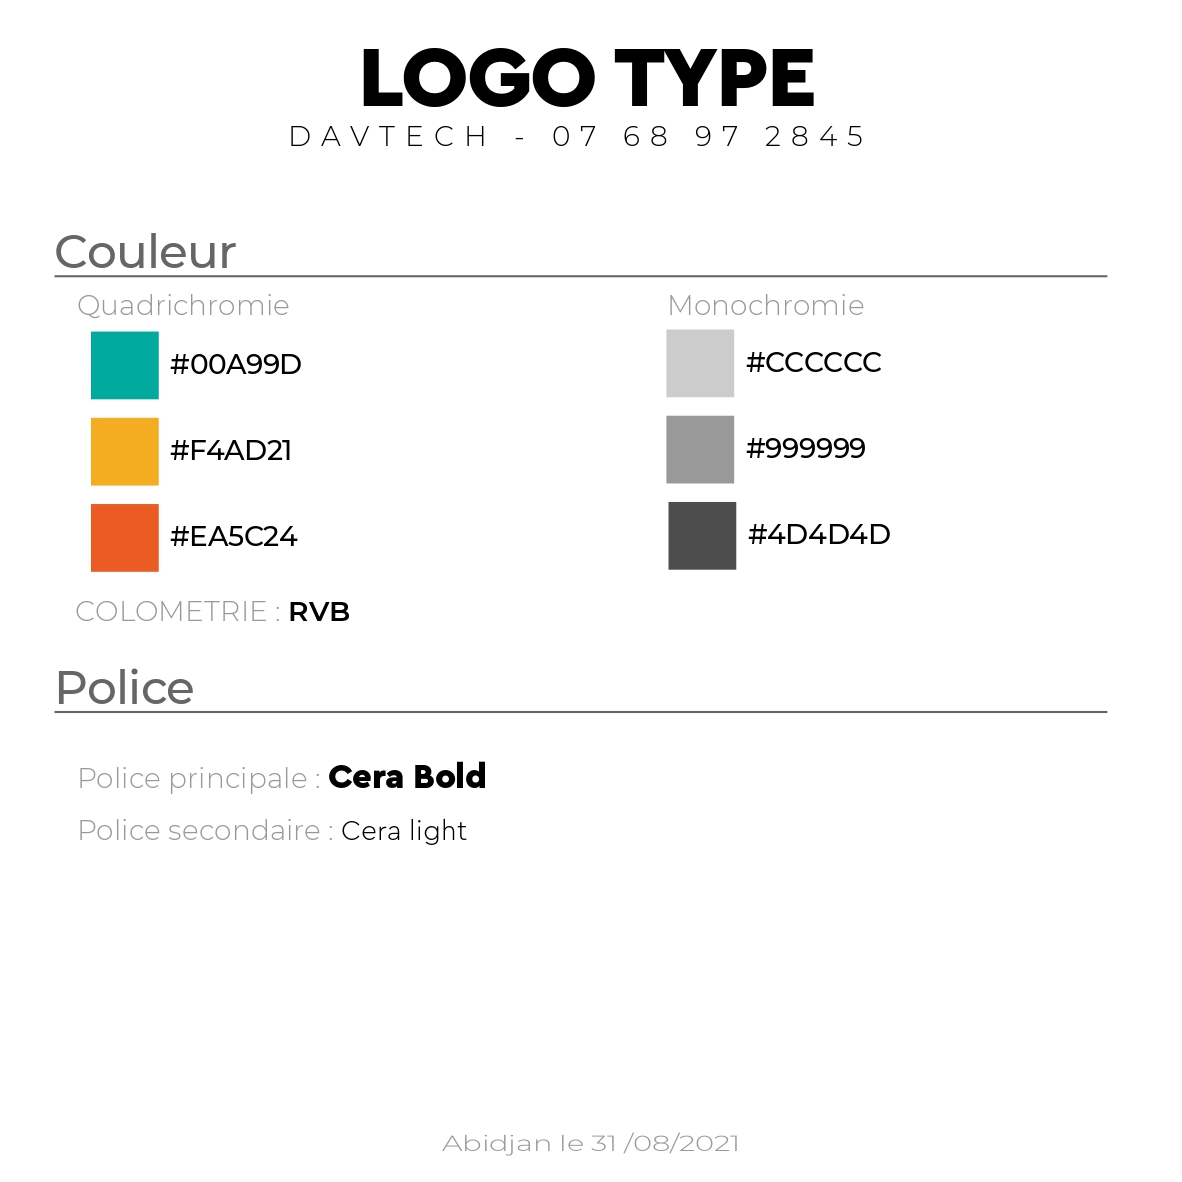 LOGO TYPE
DAVTECH - 07 68 97 2845
Couleur
Quadrichromie
#00A99D
#F4AD21
#EA5C24
COLOMETRIE : RVB
Monochromie
#CCCCCC
#999999
#4D4D4D
Police
Police principale : Cera Bold
Police secondaire : Cera light
Abidjan le 31 /08/2021